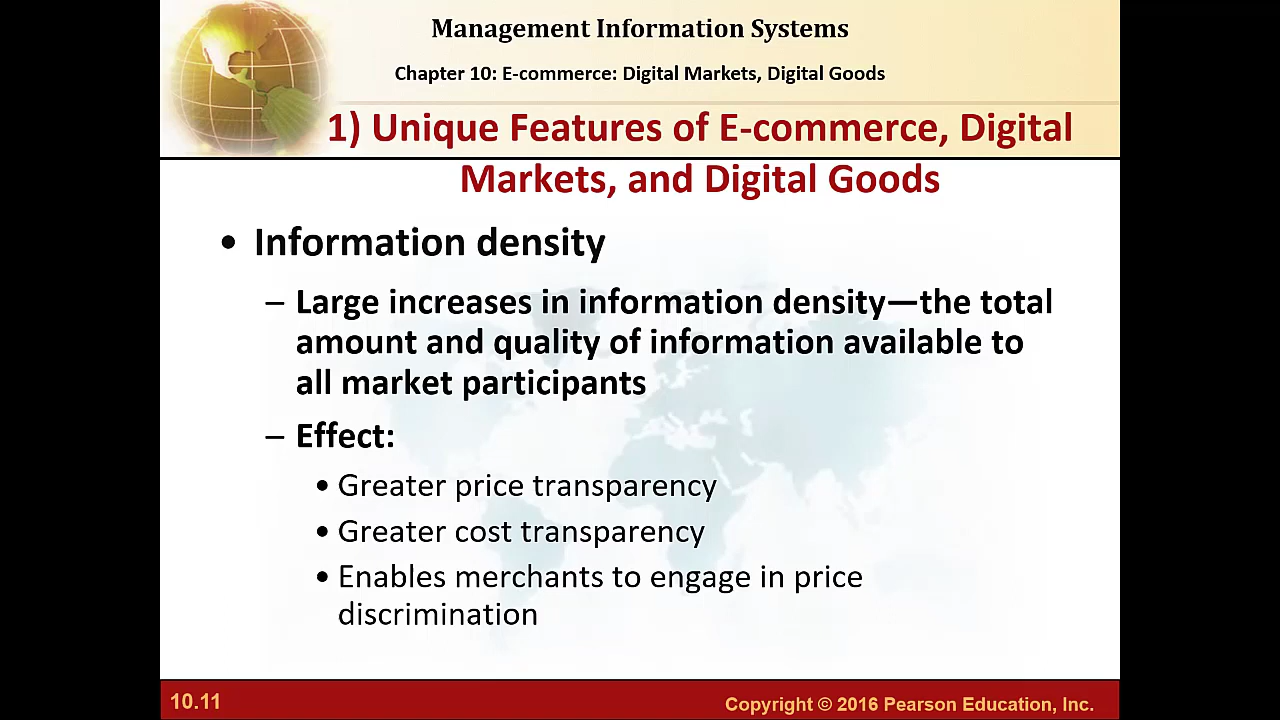 Management Information Systems
Chapter 10: E-commerce: Digital Markets, Digital Goods
1) Unique Features of E-commerce, Digital
Markets, and Digital Goods
• Information density
– Large increases in information density—the total
amount and quality of information available to
all market participants
– Effect:
• Greater price transparency
• Greater cost transparency
• Enables merchants to engage in price
discrimination
10.11
Copyright © 2016 Pearson Education, Inc.